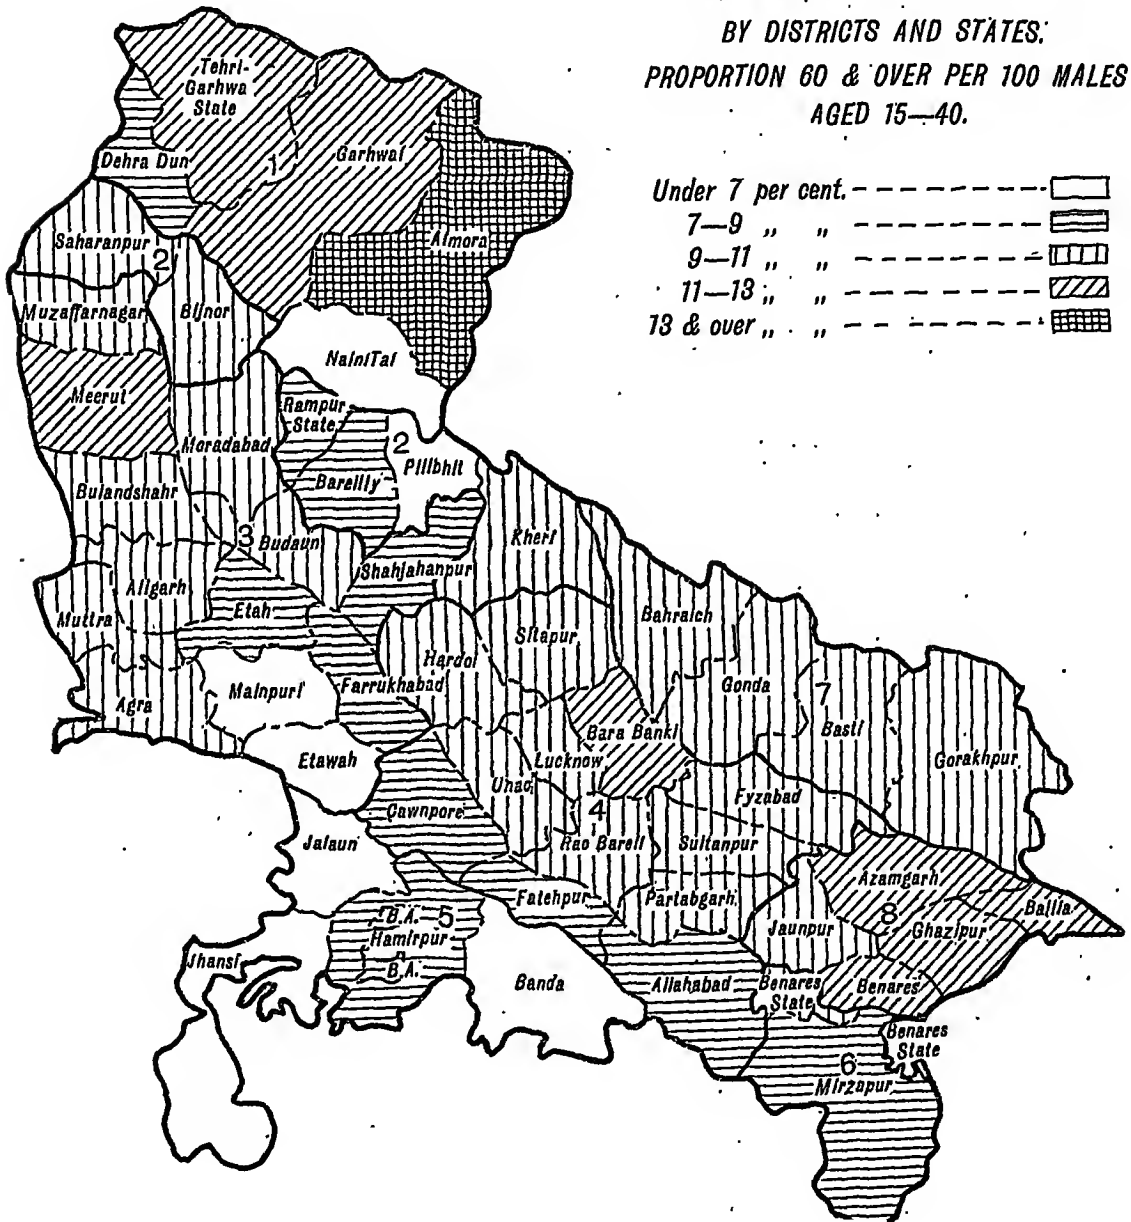 BY DISTRICTS AND STATES:
PROPORTION 60 & OVER PER 100 MALES
AGED 15—40.
Under 7 per cent.
7—9 „ „
9—11 „ „
11—13 „ „
13 & over „ „
Tehri-
Garhwa
State
Dehra Dun
1
Garhwal
Almora
Saharanpur
2
Muzaffarnagar
Bijnor
Naini Tal
Meerut
Rampur
State
Moradabad
2
Pilibhit
Bareilly
Bulandshahr
3
Budaun
Kheri
Shahjahanpur
Aligarh
Etah
Muttra
Bahraich
Sitapur
Hardoi
Mainpuri
Farrukhabad
Gonda
7
Basti
Agra
Bara Banki
Gorakhpur
Etawah
Lucknow
Unao
Fyzabad
Cawnpore
4
Jalaun
Rae Bareli
Sultanpur
Azamgarh
Fatehpur
Partabgarh
Ballia
B.A.
5
8
Hamirpur
Jaunpur
Ghazipur
B.A.
Jhansi
Banda
Allahabad
Benares
State
Benares
Benares
State
6
Mirzapur